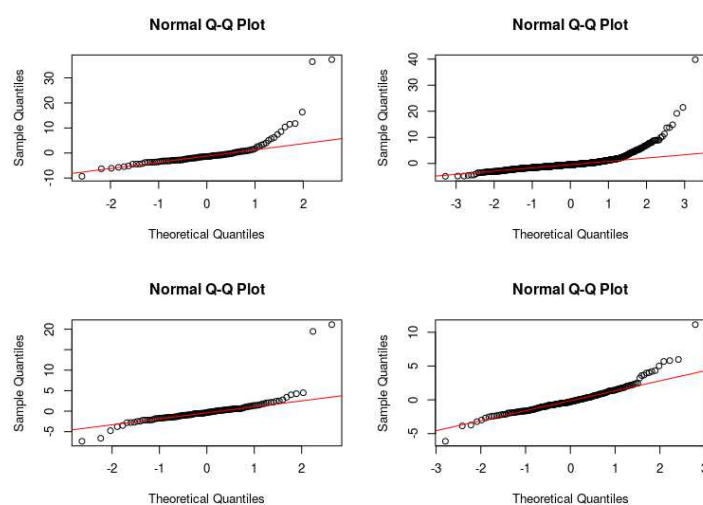 Normal Q-Q Plot
Sample Quantiles
-10 0 10 20 30
-2 -1 0 1 2
Theoretical Quantiles
Normal Q-Q Plot
Sample Quantiles
0 10 20 30 40
-3 -2 -1 0 1 2 3
Theoretical Quantiles
Normal Q-Q Plot
Sample Quantiles
-5 0 5 10 20
-2 -1 0 1 2
Theoretical Quantiles
Normal Q-Q Plot
Sample Quantiles
-5 0 5 10
-3 -2 -1 0 1 2 3
Theoretical Quantiles